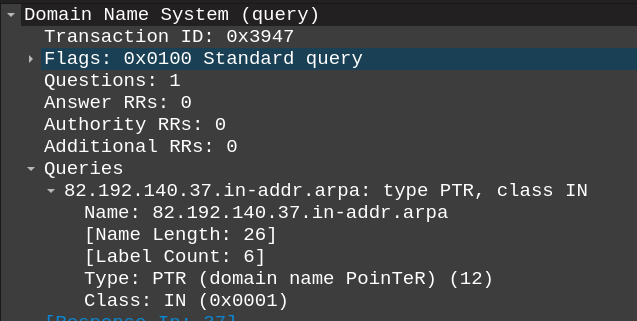 Domain Name System (query)
Transaction ID: 0x3947
Flags: 0x0100 Standard query
Questions: 1
Answer RRs: 0
Authority RRs: 0
Additional RRs: 0
Queries
82.192.140.37.in-addr.arpa: type PTR, class IN
Name: 82.192.140.37.in-addr.arpa
[Name Length: 26]
[Label Count: 6]
Type: PTR (domain name PoinTeR) (12)
Class: IN (0x0001)
[Response In: 27]